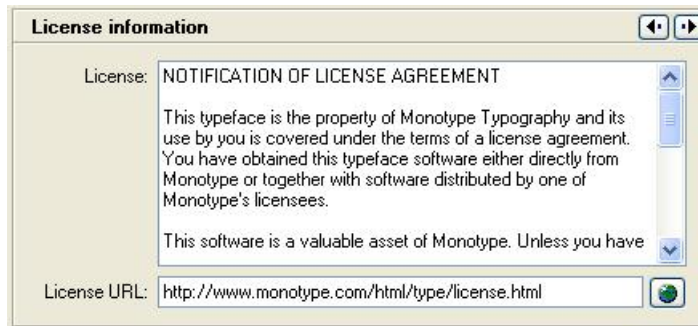 License information
License: NOTIFICATION OF LICENSE AGREEMENT
This typeface is the property of Monotype Typography and its
use by you is covered under the terms of a license agreement.
You have obtained this typeface software either directly from
Monotype or together with software distributed by one of
Monotype's licensees.
This software is a valuable asset of Monotype. Unless you have
License URL: http://www.monotype.com/html/type/license.html